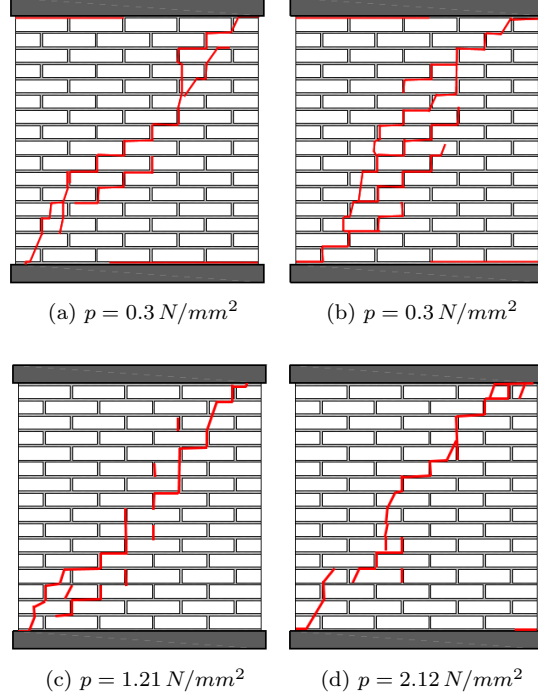 (a) p = 0.3 N/mm²
(b) p = 0.3 N/mm²
(c) p = 1.21 N/mm²
(d) p = 2.12 N/mm²